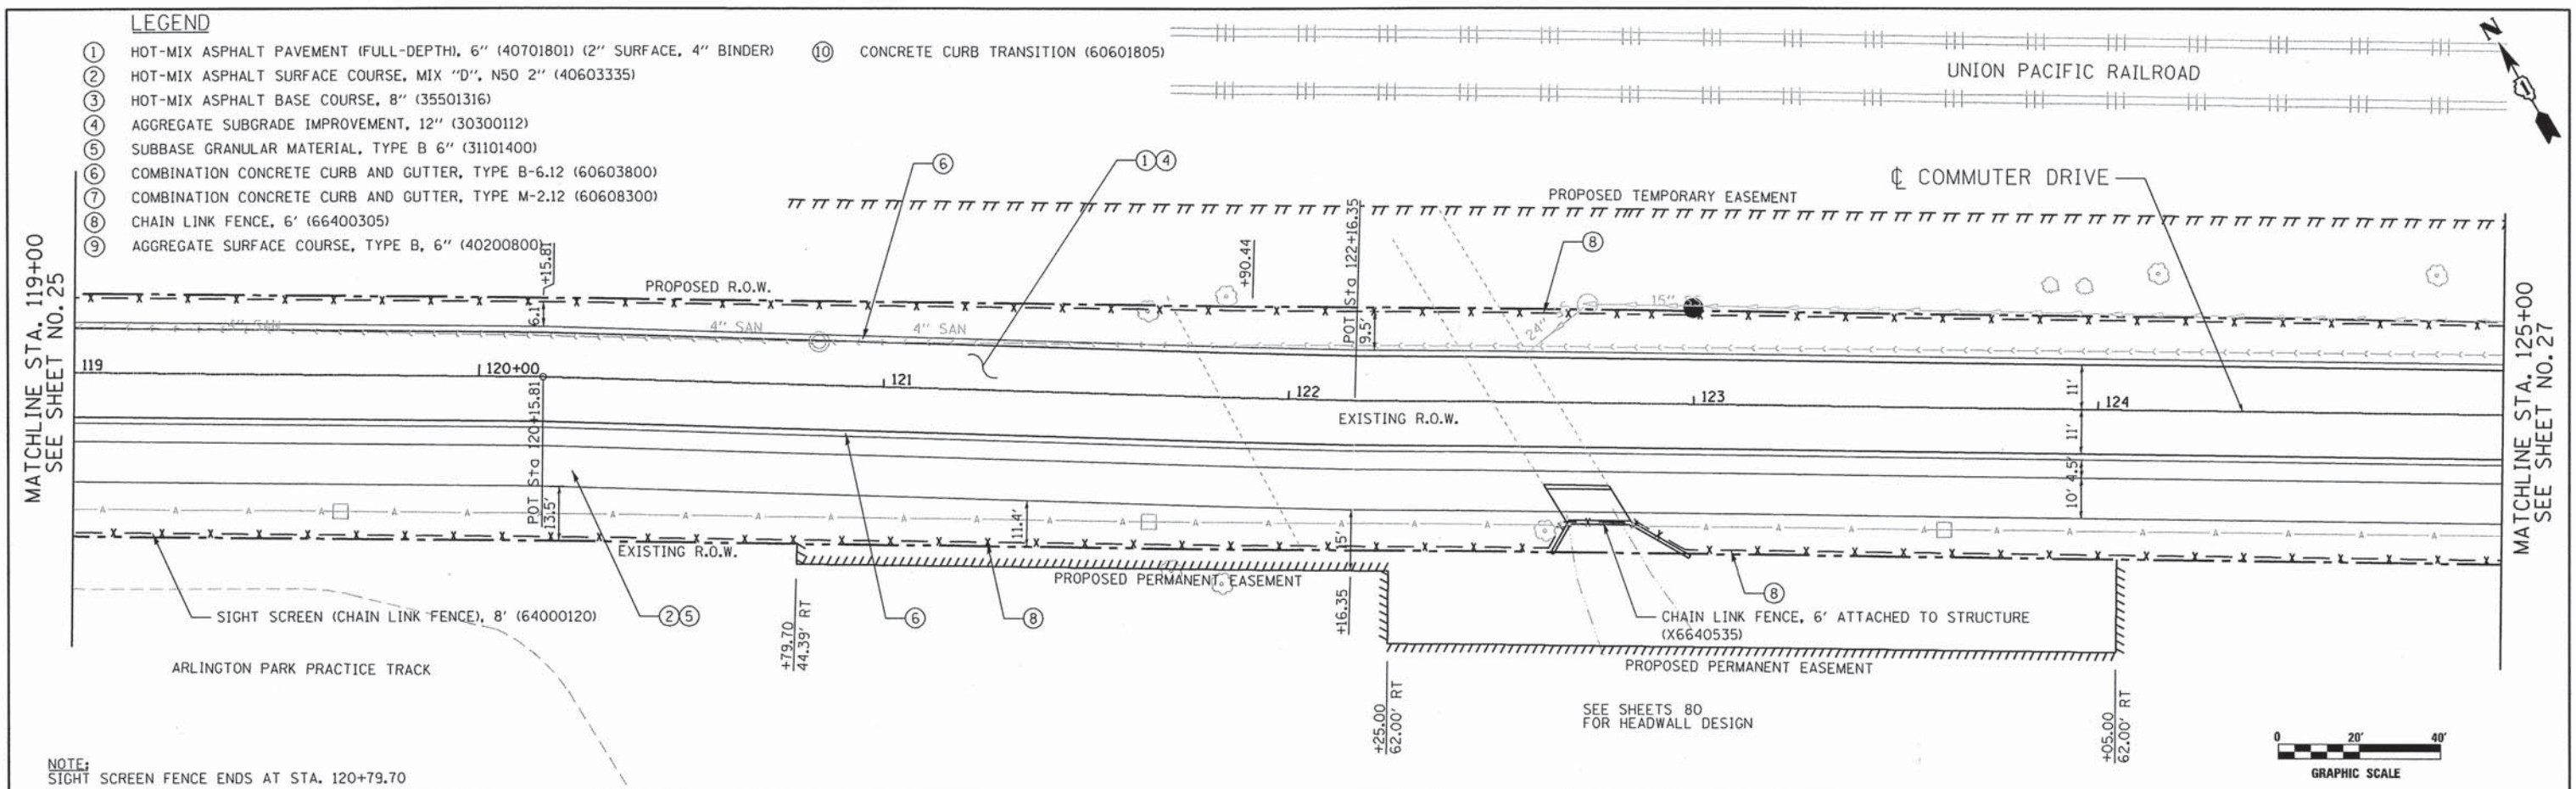 LEGEND
① HOT-MIX ASPHALT PAVEMENT (FULL-DEPTH), 6" (40701801) (2" SURFACE, 4" BINDER)
② HOT-MIX ASPHALT SURFACE COURSE, MIX "D", N50 2" (40603335)
③ HOT-MIX ASPHALT BASE COURSE, 8" (35501316)
④ AGGREGATE SUBGRADE IMPROVEMENT, 12" (30300112)
⑤ SUBBASE GRANULAR MATERIAL, TYPE B 6" (31101400)
⑥ COMBINATION CONCRETE CURB AND GUTTER, TYPE B-6.12 (60603800)
⑦ COMBINATION CONCRETE CURB AND GUTTER, TYPE M-2.12 (60608300)
⑧ CHAIN LINK FENCE, 6' (66400305)
⑨ AGGREGATE SURFACE COURSE, TYPE B, 6" (40200800)
⑩ CONCRETE CURB TRANSITION (60601805)
UNION PACIFIC RAILROAD
N
⑥
①④
℄ COMMUTER DRIVE
PROPOSED TEMPORARY EASEMENT
⑧
MATCHLINE STA. 119+00
SEE SHEET NO. 25
+15.81
PROPOSED R.O.W.
+90.44
POT Sta 122+16.35
6.1'
9.5'
4" SAN
4" SAN
4" SAN
15"
24"
119
120+00
121
122
123
124
EXISTING R.O.W.
11'
11'
4.5'
10'
POT Sta 120+15.81
13.5'
11.4'
15'
A A A A A A
X X X X X X
EXISTING R.O.W.
PROPOSED PERMANENT EASEMENT
SIGHT SCREEN (CHAIN LINK FENCE), 8' (64000120)
②⑤
⑥
⑧
⑧
CHAIN LINK FENCE, 6' ATTACHED TO STRUCTURE
(X6640535)
+79.70
44.39' RT
+16.35
ARLINGTON PARK PRACTICE TRACK
PROPOSED PERMANENT EASEMENT
+25.00
62.00' RT
SEE SHEETS 80
FOR HEADWALL DESIGN
+05.00
62.00' RT
MATCHLINE STA. 125+00
SEE SHEET NO. 27
0 20' 40'
GRAPHIC SCALE
NOTE:
SIGHT SCREEN FENCE ENDS AT STA. 120+79.70